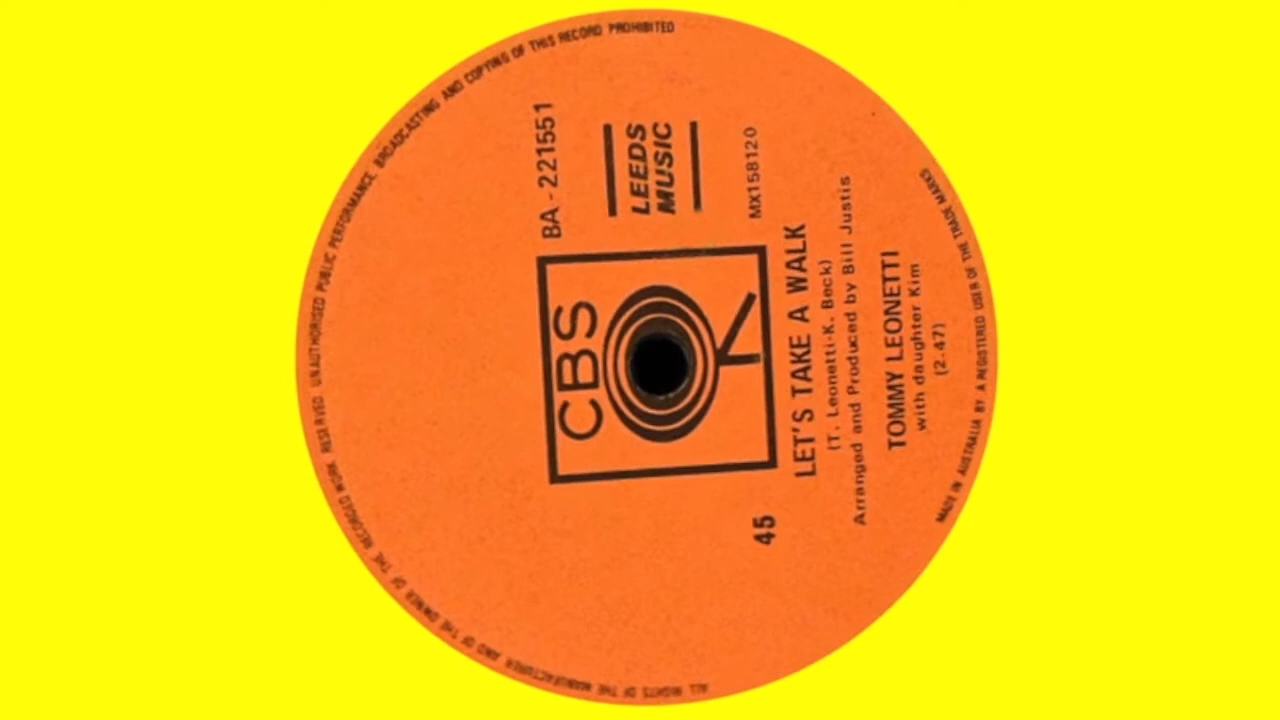 ALL RIGHTS OF THE MANUFACTURER AND OF THE OWNER OF THE RECORDED WORK RESERVED UNAUTHORISED PUBLIC PERFORMANCE, BROADCASTING AND COPYING OF THIS RECORD PROHIBITED
CBS
BA-221551
LEEDS
MUSIC
45
MX158120
LET'S TAKE A WALK
(T. Leonetti-K. Beck)
Arranged and Produced by Bill Justis
TOMMY LEONETTI
with daughter Kim
(2.47)
MADE IN AUSTRALIA BY A REGISTERED USER OF THE TRADE MARKS